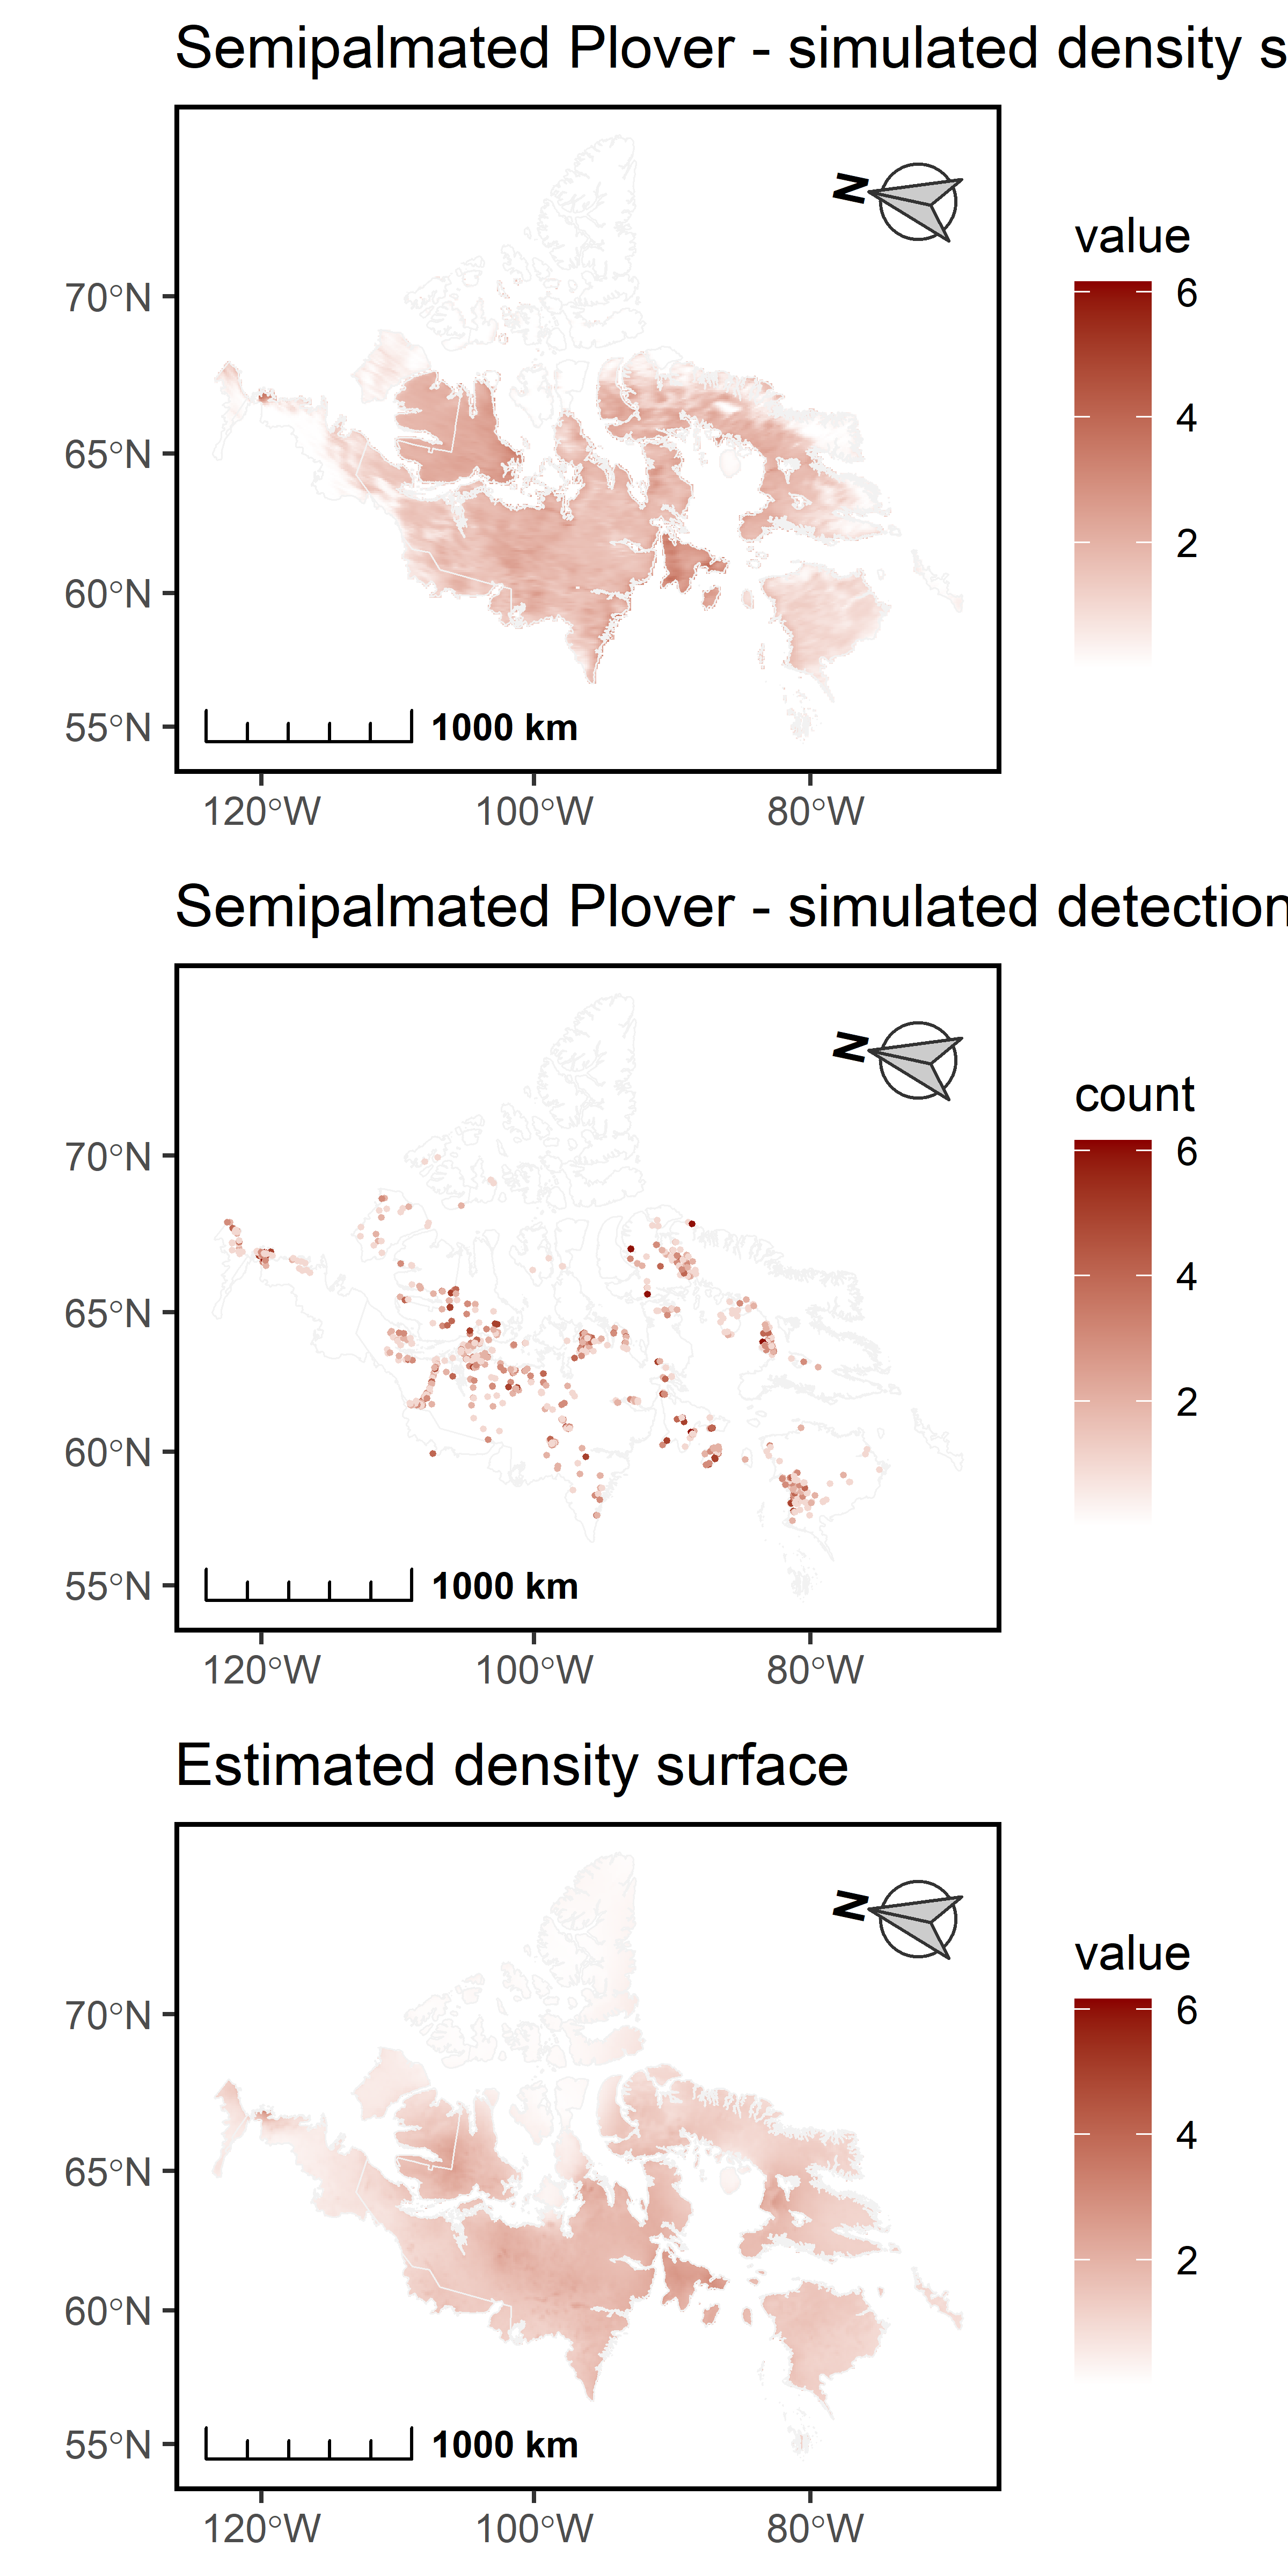 Semipalmated Plover - simulated density s
N
value
6
4
2
70°N
65°N
60°N
55°N
1000 km
120°W
100°W
80°W
Semipalmated Plover - simulated detection
N
count
6
4
2
70°N
65°N
60°N
55°N
1000 km
120°W
100°W
80°W
Estimated density surface
N
value
6
4
2
70°N
65°N
60°N
55°N
1000 km
120°W
100°W
80°W